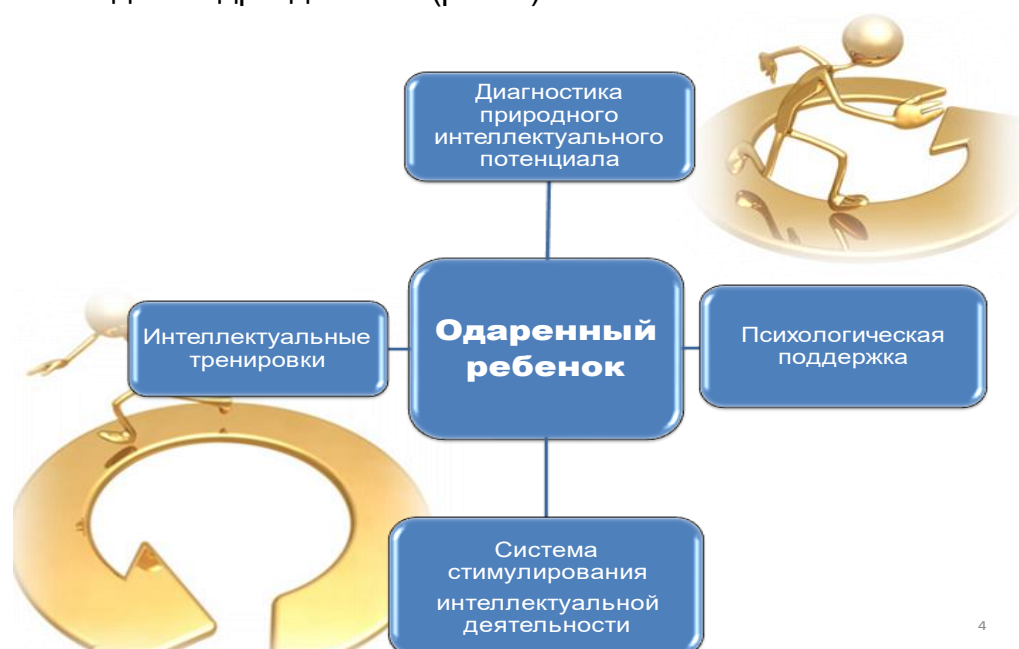 Диагностика
природного
интеллектуального
потенциала
Интеллектуальные
тренировки
Одаренный
ребенок
Психологическая
поддержка
Система
стимулирования
интеллектуальной
деятельности
4